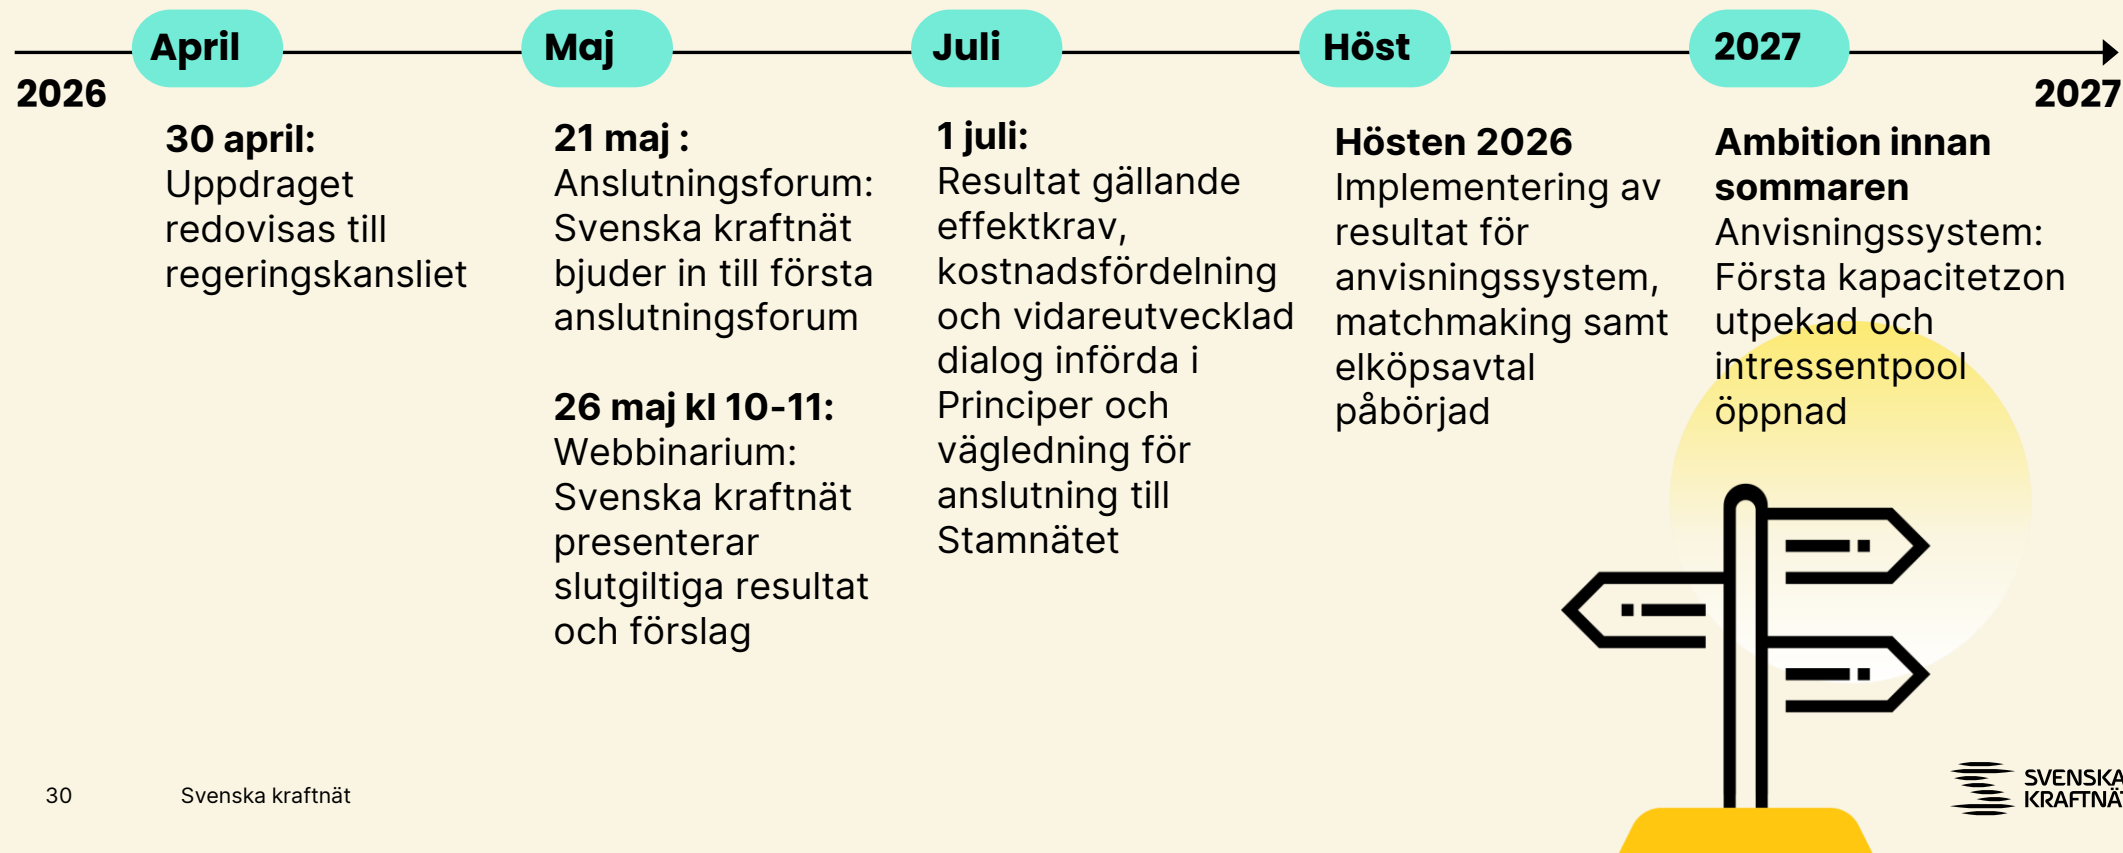 April
Maj
Juli
Höst
2027
2026
2027
30 april:
Uppdraget
redovisas till
regeringskansliet
21 maj :
Anslutningsforum:
Svenska kraftnät
bjuder in till första
anslutningsforum
26 maj kl 10-11:
Webbinarium:
Svenska kraftnät
presenterar
slutgiltiga resultat
och förslag
1 juli:
Resultat gällande
effektkrav,
kostnadsfördelning
och vidareutvecklad
dialog införda i
Principer och
vägledning för
anslutning till
Stamnätet
Hösten 2026
Implementering av
resultat för
anvisningssystem,
matchmaking samt
elköpsavtal
påbörjad
Ambition innan
sommaren
Anvisningssystem:
Första kapacitetzon
utpekad och
intressentpool
öppnad
30
Svenska kraftnät
SVENSKA
KRAFTNÄT